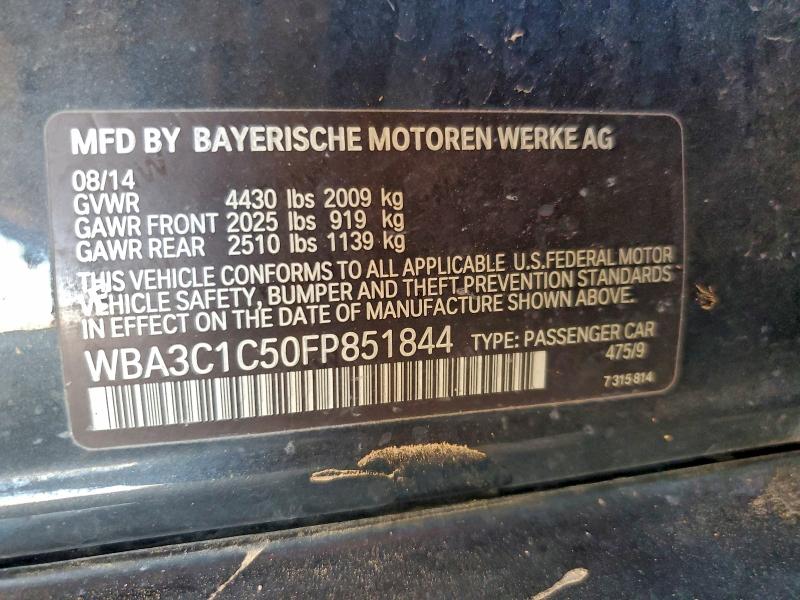 MFD BY BAYERISCHE MOTOREN WERKE AG
08/14
GVWR 4430 lbs 2009 kg
GAWR FRONT 2025 lbs 919 kg
GAWR REAR 2510 lbs 1139 kg
THIS VEHICLE CONFORMS TO ALL APPLICABLE U.S.FEDERAL MOTOR
VEHICLE SAFETY, BUMPER AND THEFT PREVENTION STANDARDS
IN EFFECT ON THE DATE OF MANUFACTURE SHOWN ABOVE.
WBA3C1C50FP851844 TYPE: PASSENGER CAR
475/9
7 315 814